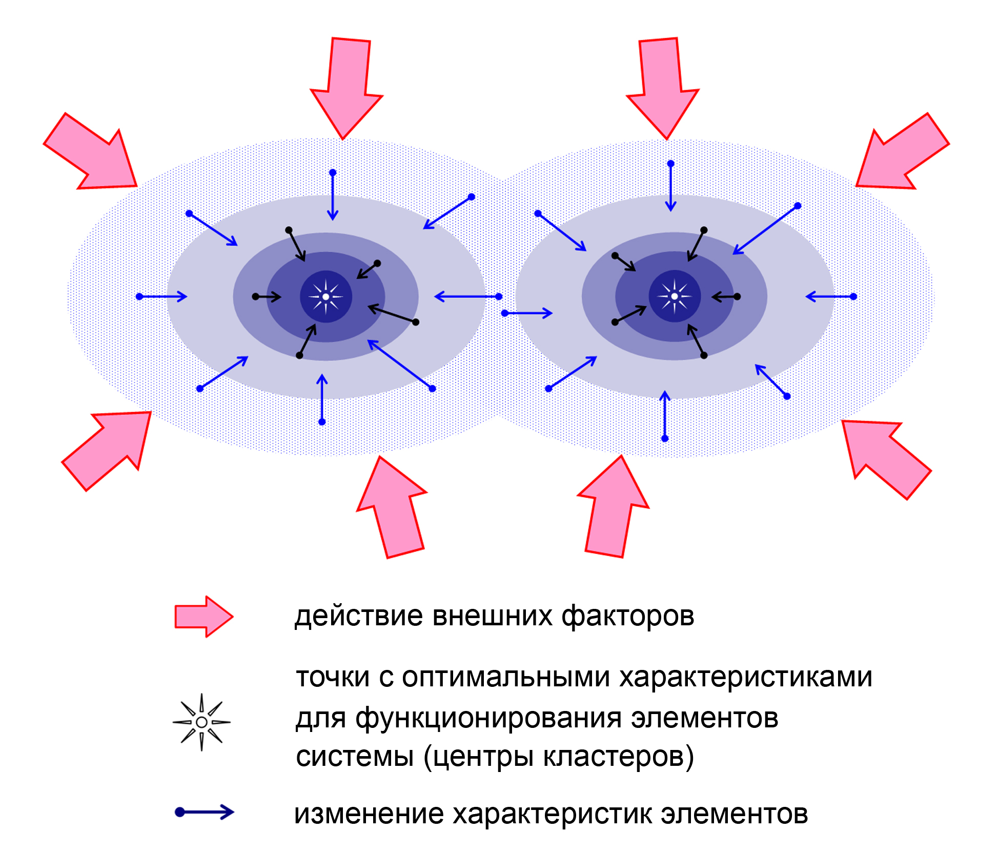 действие внешних факторов
точки с оптимальными характеристиками
для функционирования элементов
системы (центры кластеров)
изменение характеристик элементов